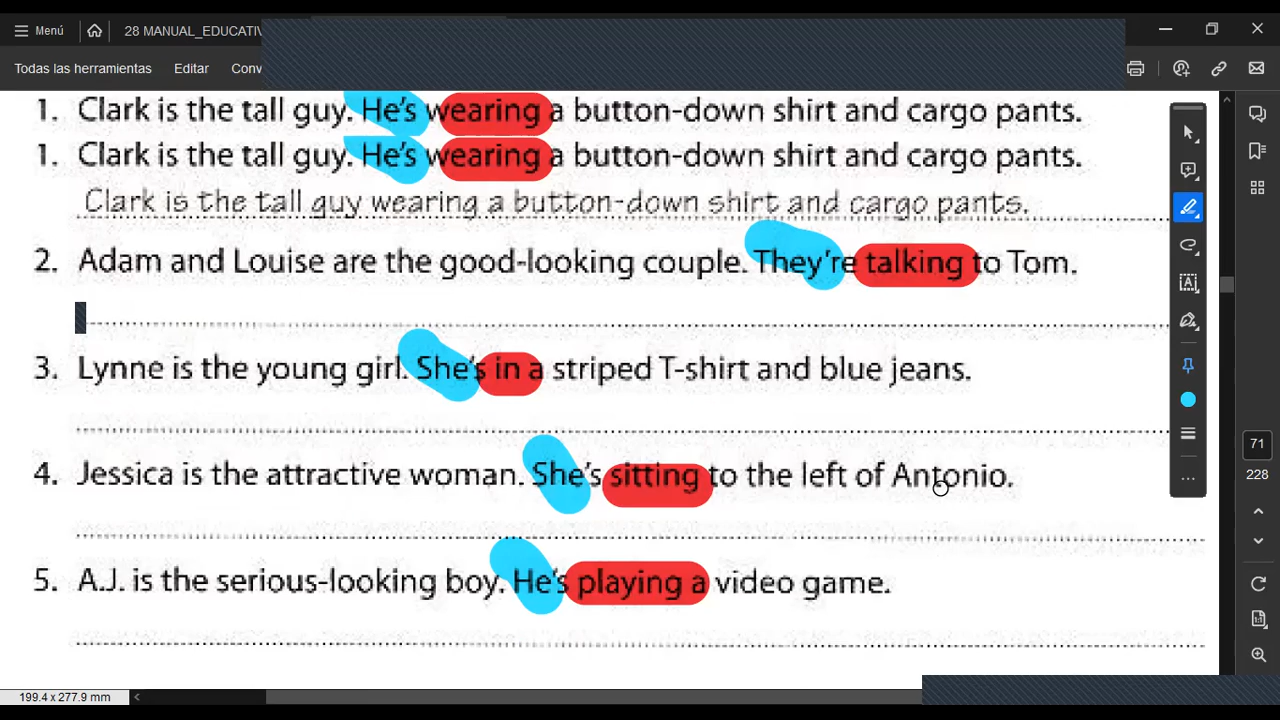 Menú
28 MANUAL_EDUCATIV
Todas las herramientas Editar Conv
1. Clark is the tall guy. He's wearing a button-down shirt and cargo pants.
1. Clark is the tall guy. He's wearing a button-down shirt and cargo pants.
Clark is the tall guy wearing a button-down shirt and cargo pants.
2. Adam and Louise are the good-looking couple. They're talking to Tom.
3. Lynne is the young girl. She's in a striped T-shirt and blue jeans.
4. Jessica is the attractive woman. She's sitting to the left of Antonio.
5. A.J. is the serious-looking boy. He's playing a video game.
71
228
199.4 x 277.9 mm